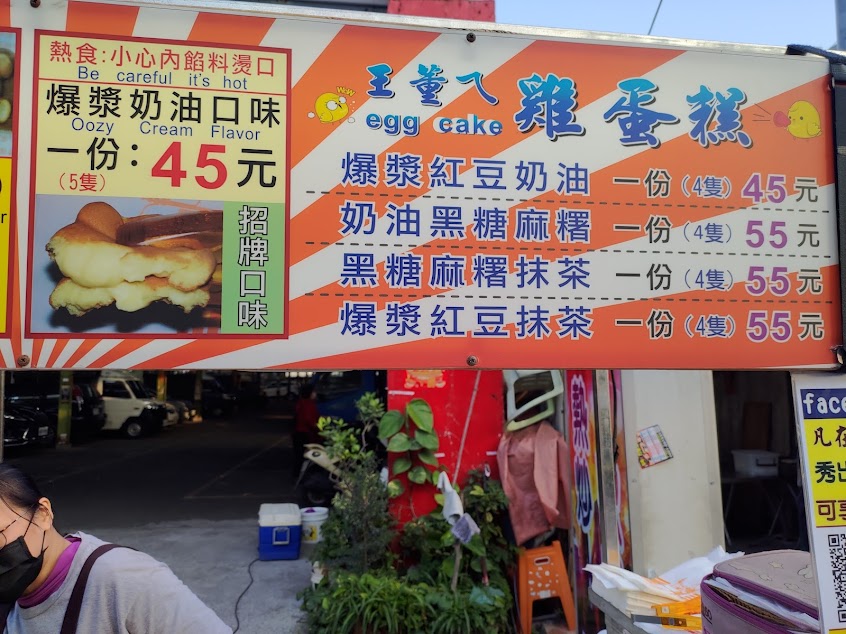 熱食:小心內餡料燙口
Be careful it's hot
爆漿奶油口味
Oozy Cream Flavor
一份: 45元
(5隻)
招牌口味
王董ㄟ
egg cake
雞蛋糕
爆漿紅豆奶油 一份(4隻) 45元
奶油黑糖麻糬 一份(4隻) 55元
黑糖麻糬抹茶 一份(4隻) 55元
爆漿紅豆抹茶 一份(4隻) 55元
熱炒
face
凡在
秀出
可享